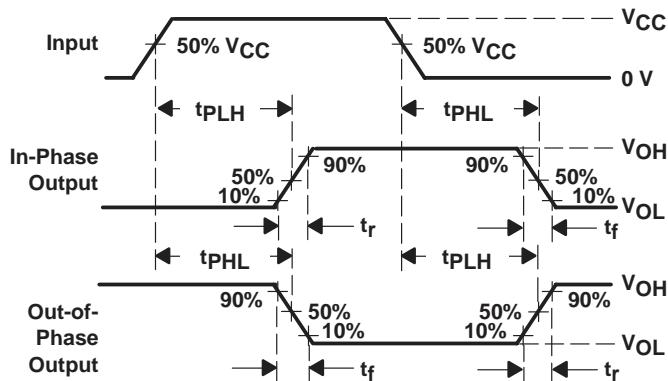 VCC
Input
50% VCC
50% VCC
0 V
tPLH
tPHL
In-Phase
Output
VOH
90%
90%
50%
50%
10%
10%
VOL
tr
tf
tPHL
tPLH
Out-of-
Phase
Output
VOH
90%
90%
50%
50%
10%
10%
VOL
tf
tr